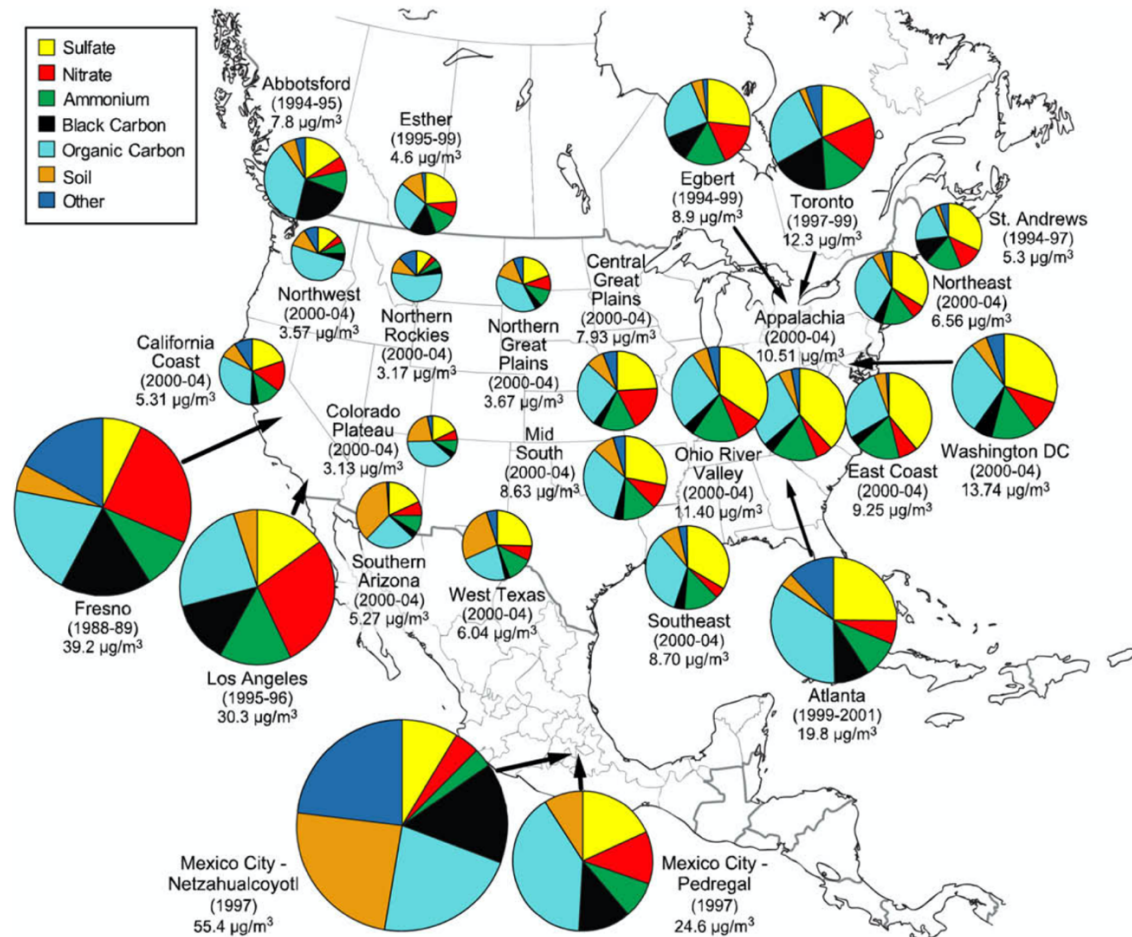 Sulfate
Nitrate
Ammonium
Black Carbon
Organic Carbon
Soil
Other
Abbotsford
(1994-95)
7.8 µg/m³
Esther
(1995-99)
4.6 µg/m³
Egbert
(1994-99)
8.9 µg/m³
Toronto
(1997-99)
12.3 µg/m³
St. Andrews
(1994-97)
5.3 µg/m³
Northwest
(2000-04)
3.57 µg/m³
Northern
Rockies
(2000-04)
3.17 µg/m³
Northern
Great
Plains
(2000-04)
3.67 µg/m³
Central
Great
Plains
(2000-04)
7.93 µg/m³
Appalachia
(2000-04)
10.51 µg/m³
Northeast
(2000-04)
6.56 µg/m³
California
Coast
(2000-04)
5.31 µg/m³
Colorado
Plateau
(2000-04)
3.13 µg/m³
Mid
South
(2000-04)
8.63 µg/m³
Ohio River
Valley
(2000-04)
11.40 µg/m³
East Coast
(2000-04)
9.25 µg/m³
Washington DC
(2000-04)
13.74 µg/m³
Fresno
(1988-89)
39.2 µg/m³
Los Angeles
(1995-96)
30.3 µg/m³
Southern
Arizona
(2000-04)
5.27 µg/m³
West Texas
(2000-04)
6.04 µg/m³
Southeast
(2000-04)
8.70 µg/m³
Atlanta
(1999-2001)
19.8 µg/m³
Mexico City -
Netzahualcoyotl
(1997)
55.4 µg/m³
Mexico City -
Pedregal
(1997)
24.6 µg/m³